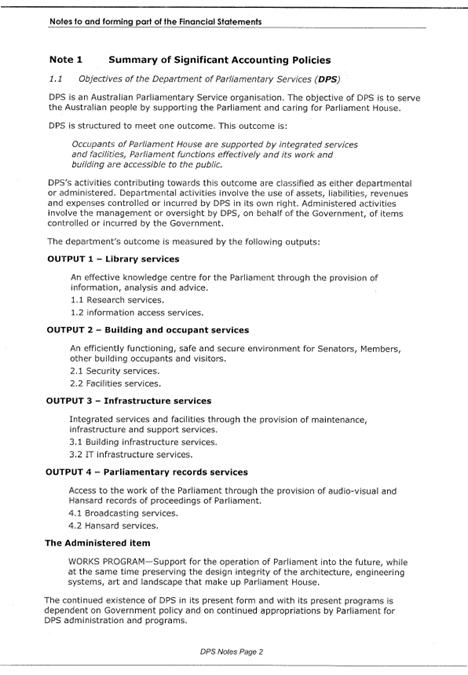 Notes to and forming part of the Financial Statements
Note 1 Summary of Significant Accounting Policies
1.1 Objectives of the Department of Parliamentary Services (DPS)
DPS is an Australian Parliamentary Service organisation. The objective of DPS is to serve
the Australian people by supporting the Parliament and caring for Parliament House.
DPS is structured to meet one outcome. This outcome is:
Occupants of Parliament House are supported by integrated services
and facilities, Parliament functions effectively and its work and
building are accessible to the public.
DPS's activities contributing towards this outcome are classified as either departmental
or administered. Departmental activities involve the use of assets, liabilities, revenues
and expenses controlled or incurred by DPS in its own right. Administered activities
involve the management or oversight by DPS, on behalf of the Government, of items
controlled or incurred by the Government.
The department's outcome is measured by the following outputs:
OUTPUT 1 – Library services
An effective knowledge centre for the Parliament through the provision of
information, analysis and advice.
1.1 Research services.
1.2 information access services.
OUTPUT 2 – Building and occupant services
An efficiently functioning, safe and secure environment for Senators, Members,
other building occupants and visitors.
2.1 Security services.
2.2 Facilities services.
OUTPUT 3 – Infrastructure services
Integrated services and facilities through the provision of maintenance,
infrastructure and support services.
3.1 Building infrastructure services.
3.2 IT infrastructure services.
OUTPUT 4 – Parliamentary records services
Access to the work of the Parliament through the provision of audio-visual and
Hansard records of proceedings of Parliament.
4.1 Broadcasting services.
4.2 Hansard services.
The Administered item
WORKS PROGRAM—Support for the operation of Parliament into the future, while
at the same time preserving the design integrity of the architecture, engineering
systems, art and landscape that make up Parliament House.
The continued existence of DPS in its present form and with its present programs is
dependent on Government policy and on continued appropriations by Parliament for
DPS administration and programs.
DPS Notes Page 2